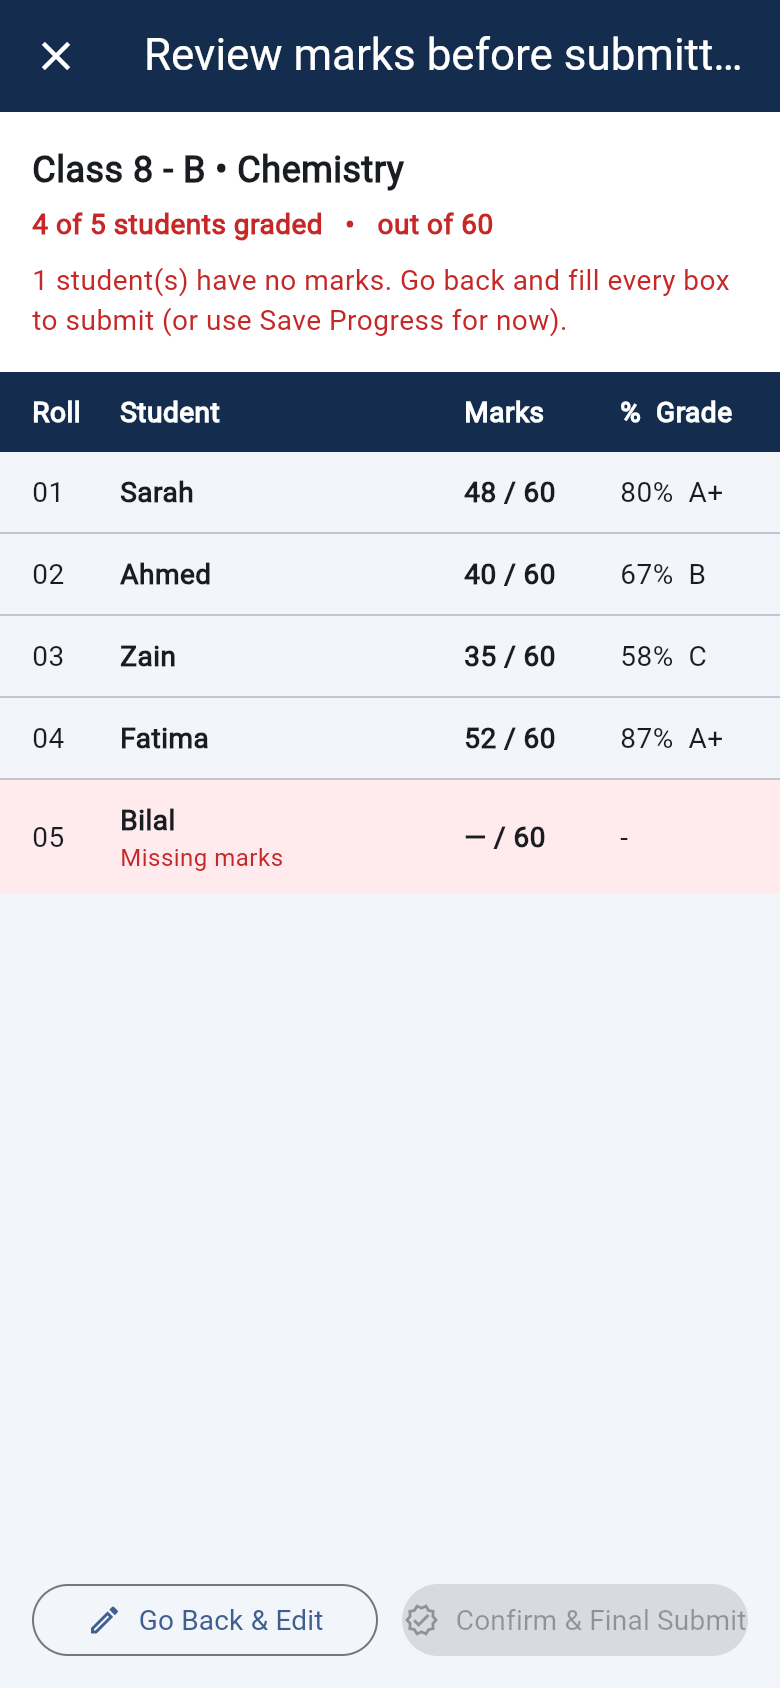 Review marks before submitt...
Class 8 - B • Chemistry
4 of 5 students graded • out of 60
1 student(s) have no marks. Go back and fill every box
to submit (or use Save Progress for now).
Roll Student Marks % Grade
01 Sarah 48 / 60 80% A+
02 Ahmed 40 / 60 67% B
03 Zain 35 / 60 58% C
04 Fatima 52 / 60 87% A+
05 Bilal — / 60 -
Missing marks
Go Back & Edit Confirm & Final Submit